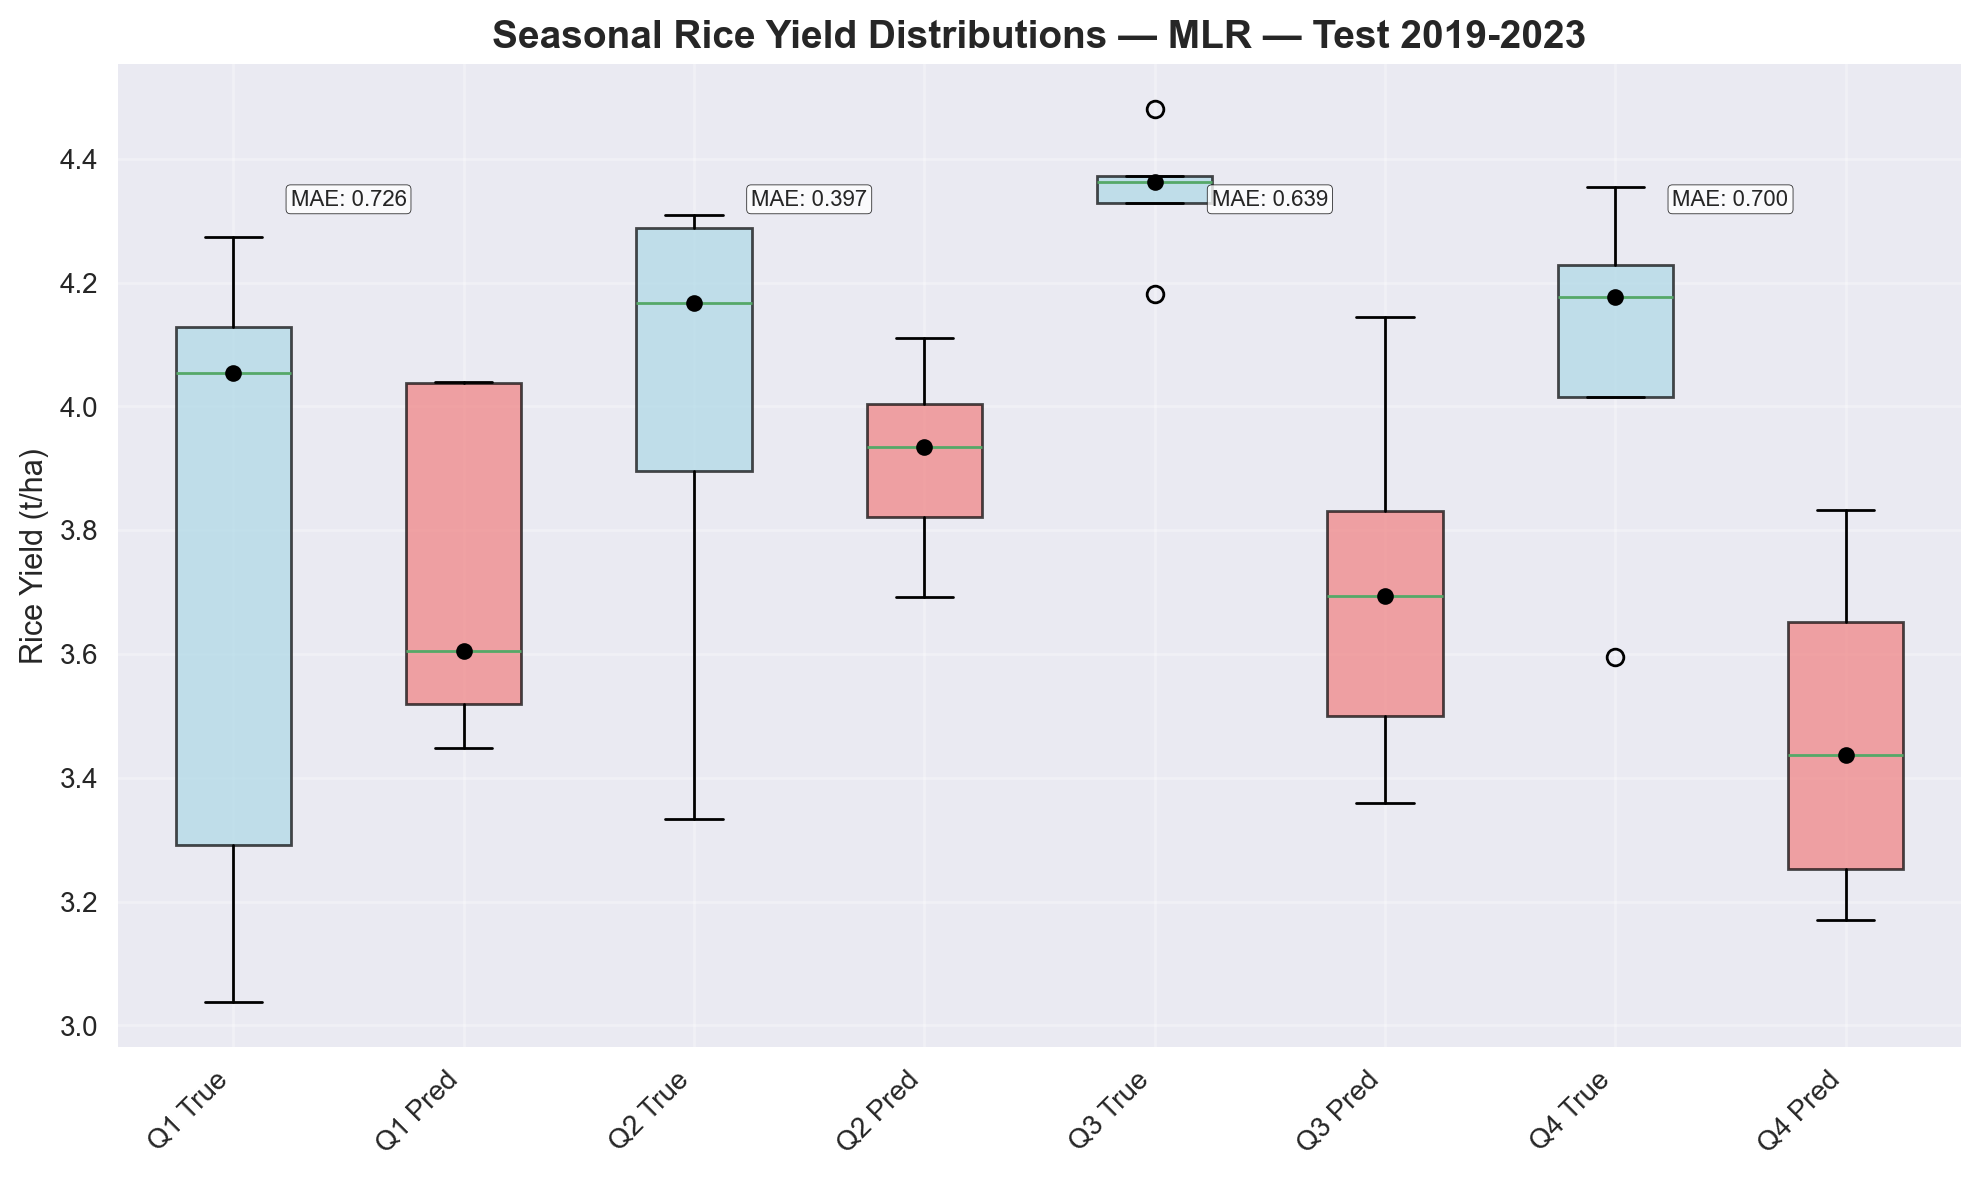 Seasonal Rice Yield Distributions — MLR — Test 2019-2023
Rice Yield (t/ha)
4.4
4.2
4.0
3.8
3.6
3.4
3.2
3.0
MAE: 0.726
MAE: 0.397
MAE: 0.639
MAE: 0.700
Q1 True
Q1 Pred
Q2 True
Q2 Pred
Q3 True
Q3 Pred
Q4 True
Q4 Pred